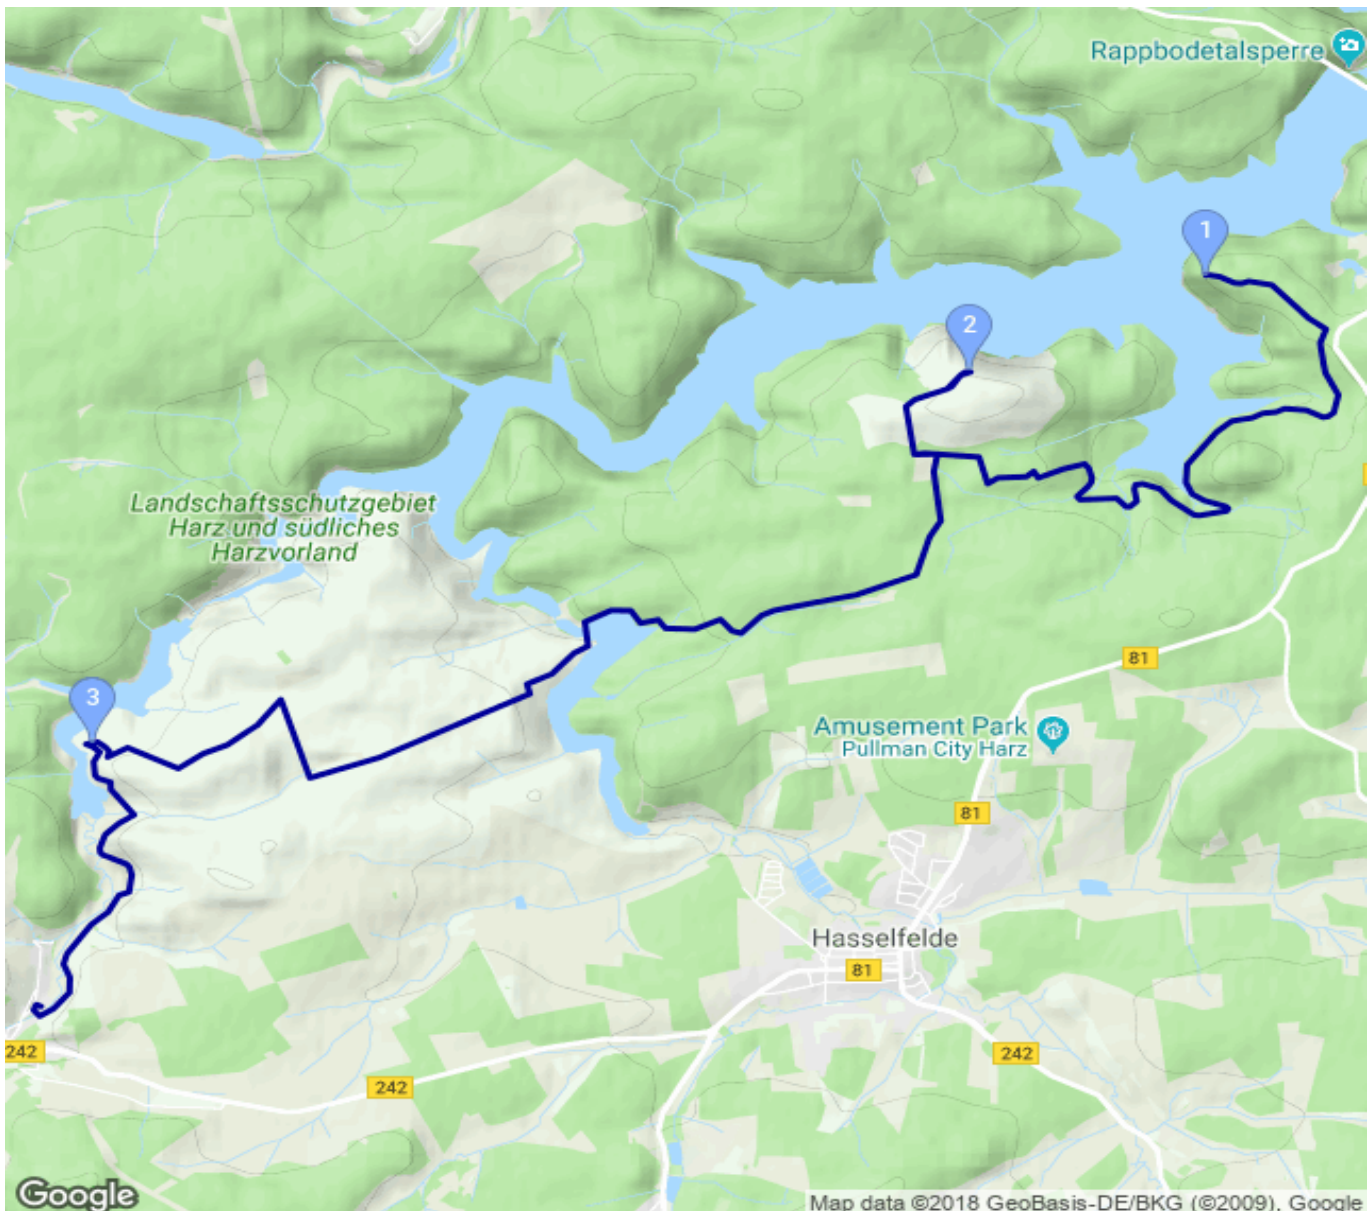 Rappbodetalsperre
1
2
Landschaftsschutzgebiet
Harz und südliches
Harzvorland
81
3
Amusement Park
Pullman City Harz
81
Hasselfelde
81
242
242
242
Google
Map data ©2018 GeoBasis-DE/BKG (©2009), Google